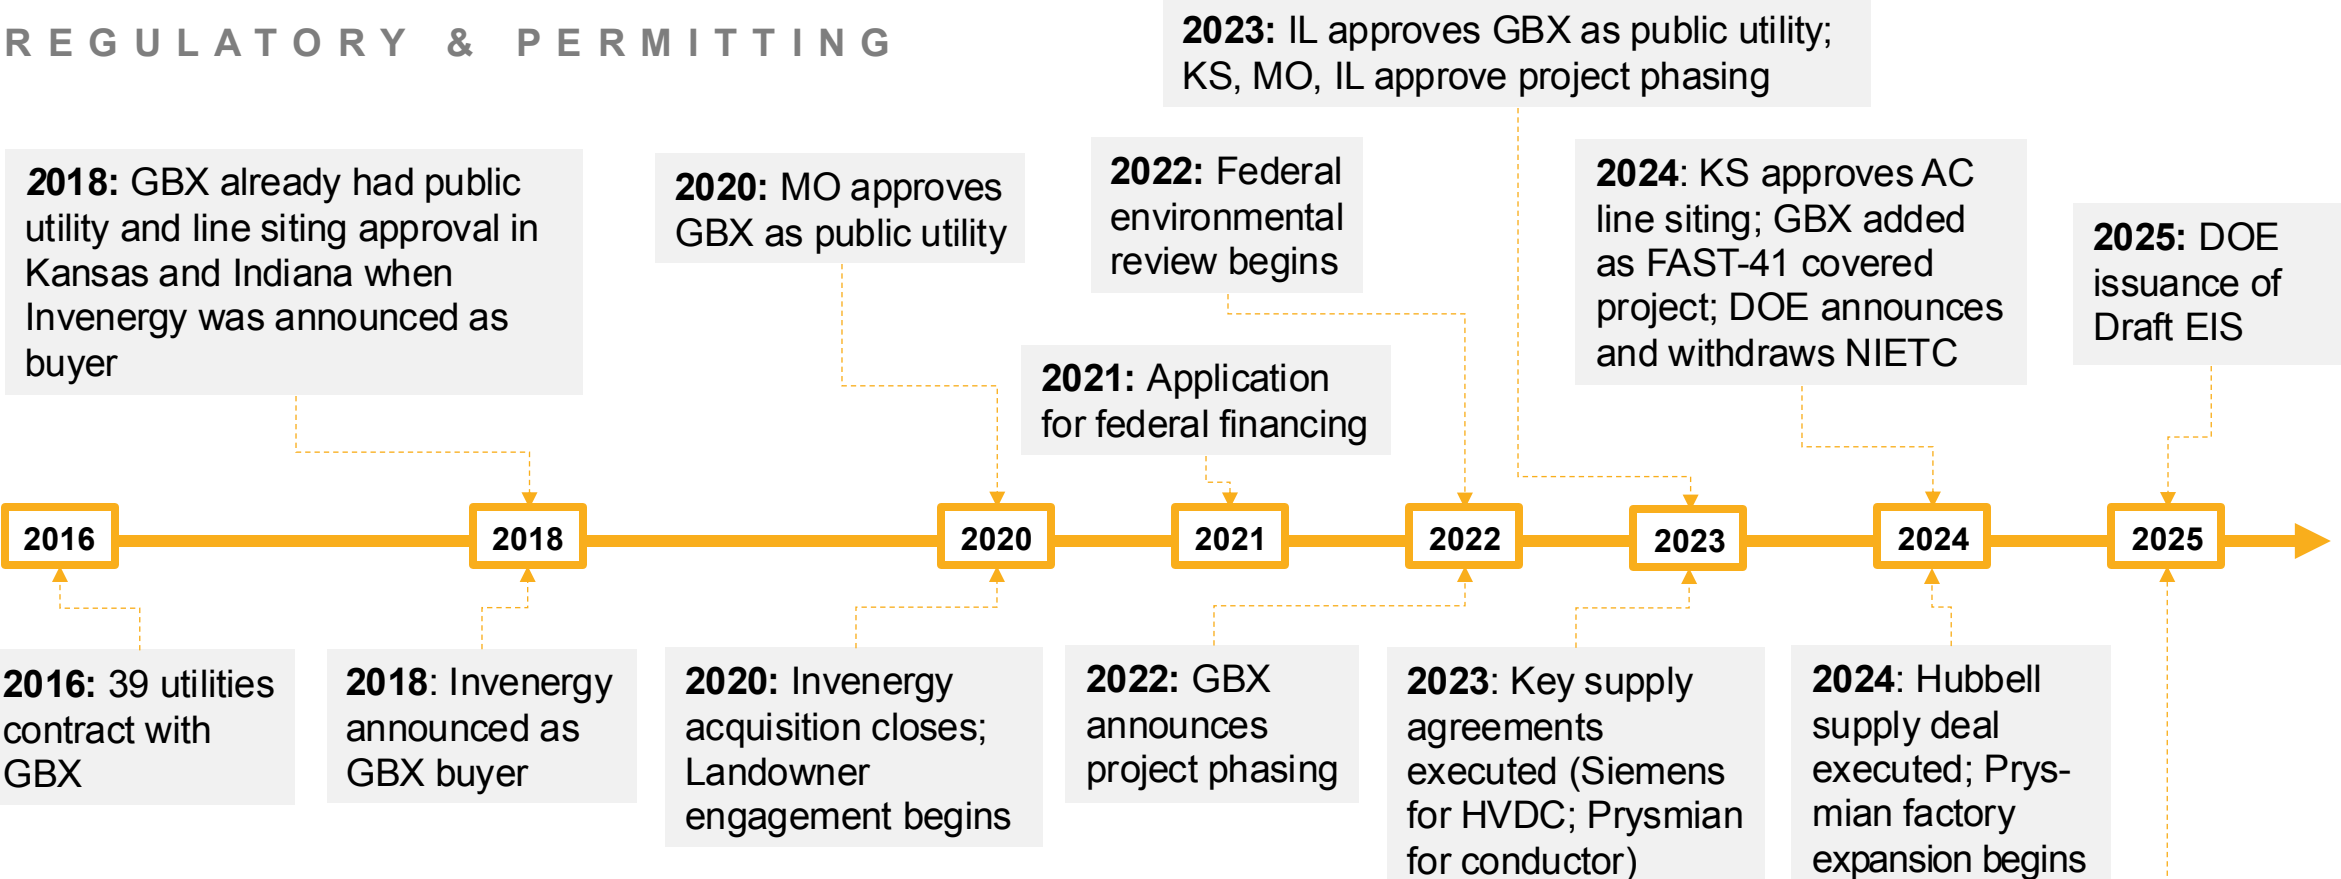 REGULATORY & PERMITTING
2023: IL approves GBX as public utility;
KS, MO, IL approve project phasing
2018: GBX already had public
utility and line siting approval in
Kansas and Indiana when
Invenergy was announced as
buyer
2020: MO approves
GBX as public utility
2022: Federal
environmental
review begins
2021: Application
for federal financing
2024: KS approves AC
line siting; GBX added
as FAST-41 covered
project; DOE announces
and withdraws NIETC
2025: DOE
issuance of
Draft EIS
2016
2018
2020
2021
2022
2023
2024
2025
2016: 39 utilities
contract with
GBX
2018: Invenergy
announced as
GBX buyer
2020: Invenergy
acquisition closes;
Landowner
engagement begins
2022: GBX
announces
project phasing
2023: Key supply
agreements
executed (Siemens
for HVDC; Prysmian
for conductor)
2024: Hubbell
supply deal
executed; Prys-
mian factory
expansion begins